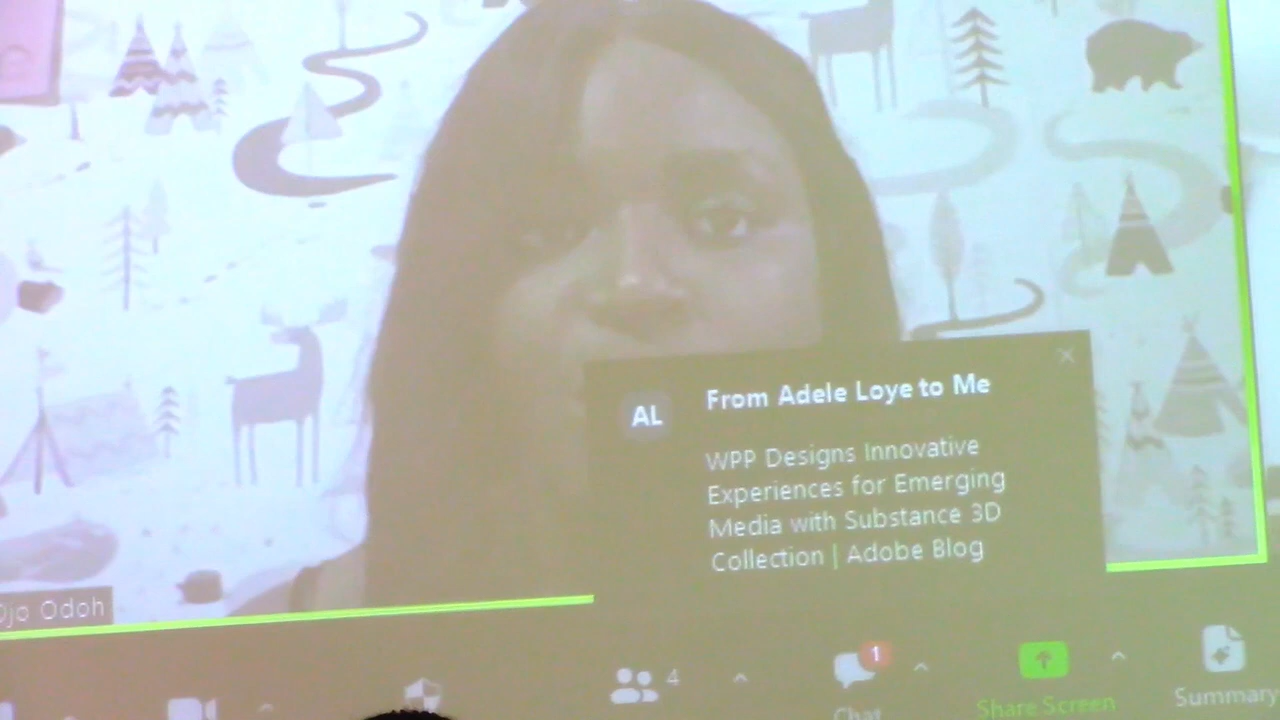 From Adele Loye to Me
AL
WPP Designs Innovative
Experiences for Emerging
Media with Substance 3D
Collection | Adobe Blog
Ojo Odoh
4
1
Chat
Share Screen
Summary